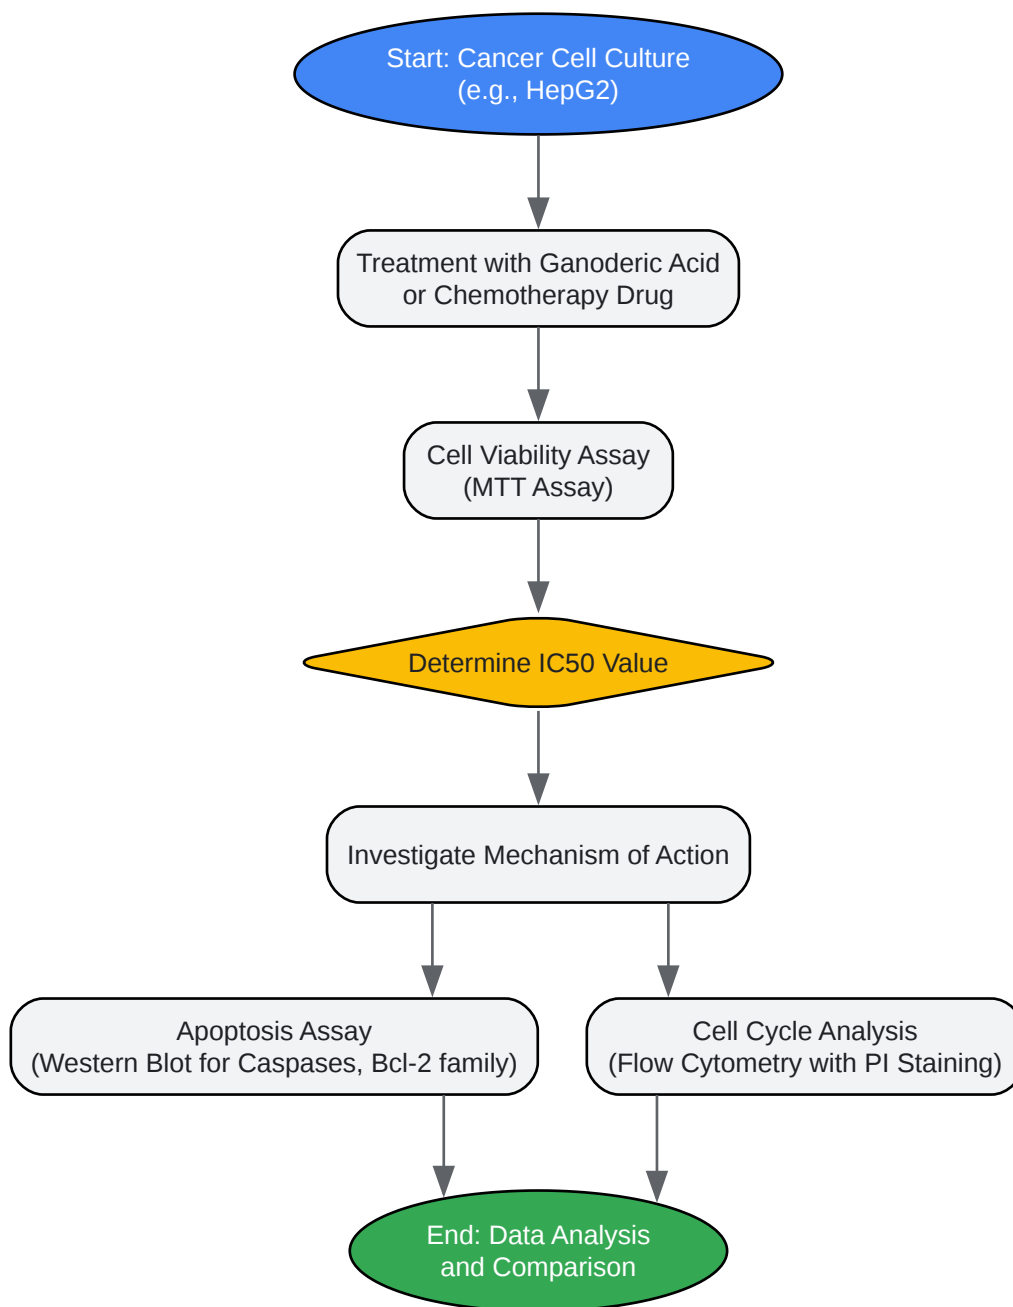 Start: Cancer Cell Culture
(e.g., HepG2)
Treatment with Ganoderic Acid
or Chemotherapy Drug
Cell Viability Assay
(MTT Assay)
Determine IC50 Value
Investigate Mechanism of Action
Apoptosis Assay
(Western Blot for Caspases, Bcl-2 family)
Cell Cycle Analysis
(Flow Cytometry with PI Staining)
End: Data Analysis
and Comparison